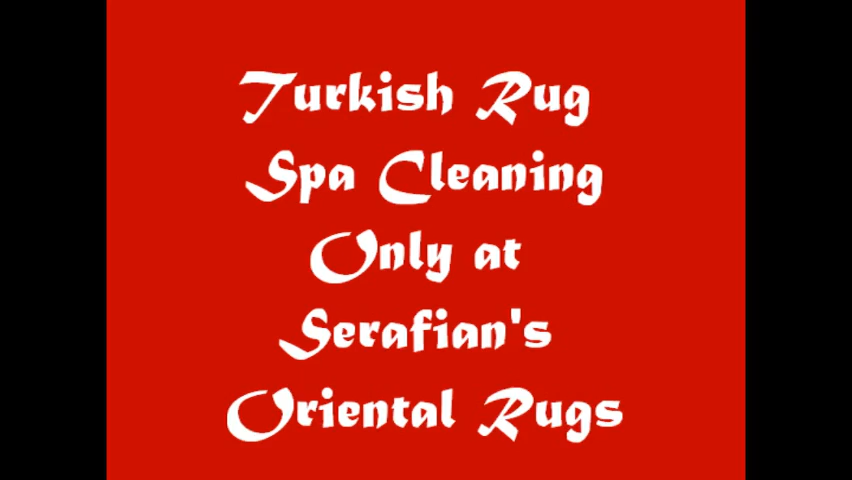 Turkish Rug
Spa Cleaning
Only at
Serafian's
Oriental Rugs